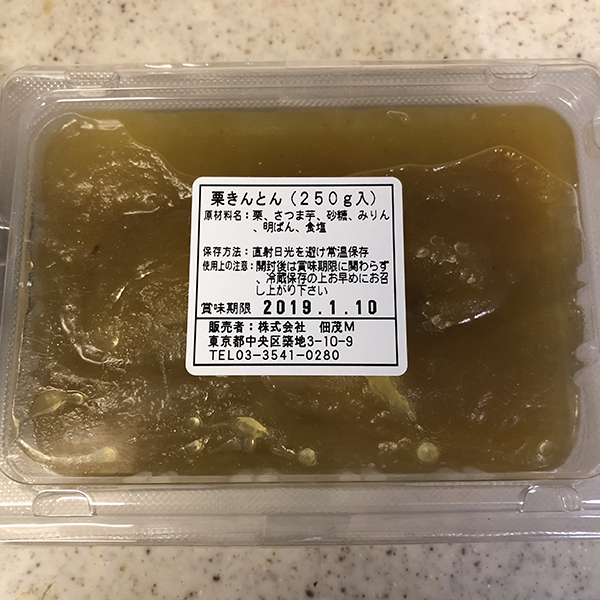 栗きんとん(250g入)
原材料名:栗、さつま芋、砂糖、みりん
、明ばん、食塩
保存方法:直射日光を避け常温保存
使用上の注意:開封後は賞味期限に関わらず
、冷蔵保存の上お早めにお召
し上がり下さい
賞味期限 2019.1.10
販売者:株式会社 佃茂M
東京都中央区築地3-10-9
TEL03-3541-0280